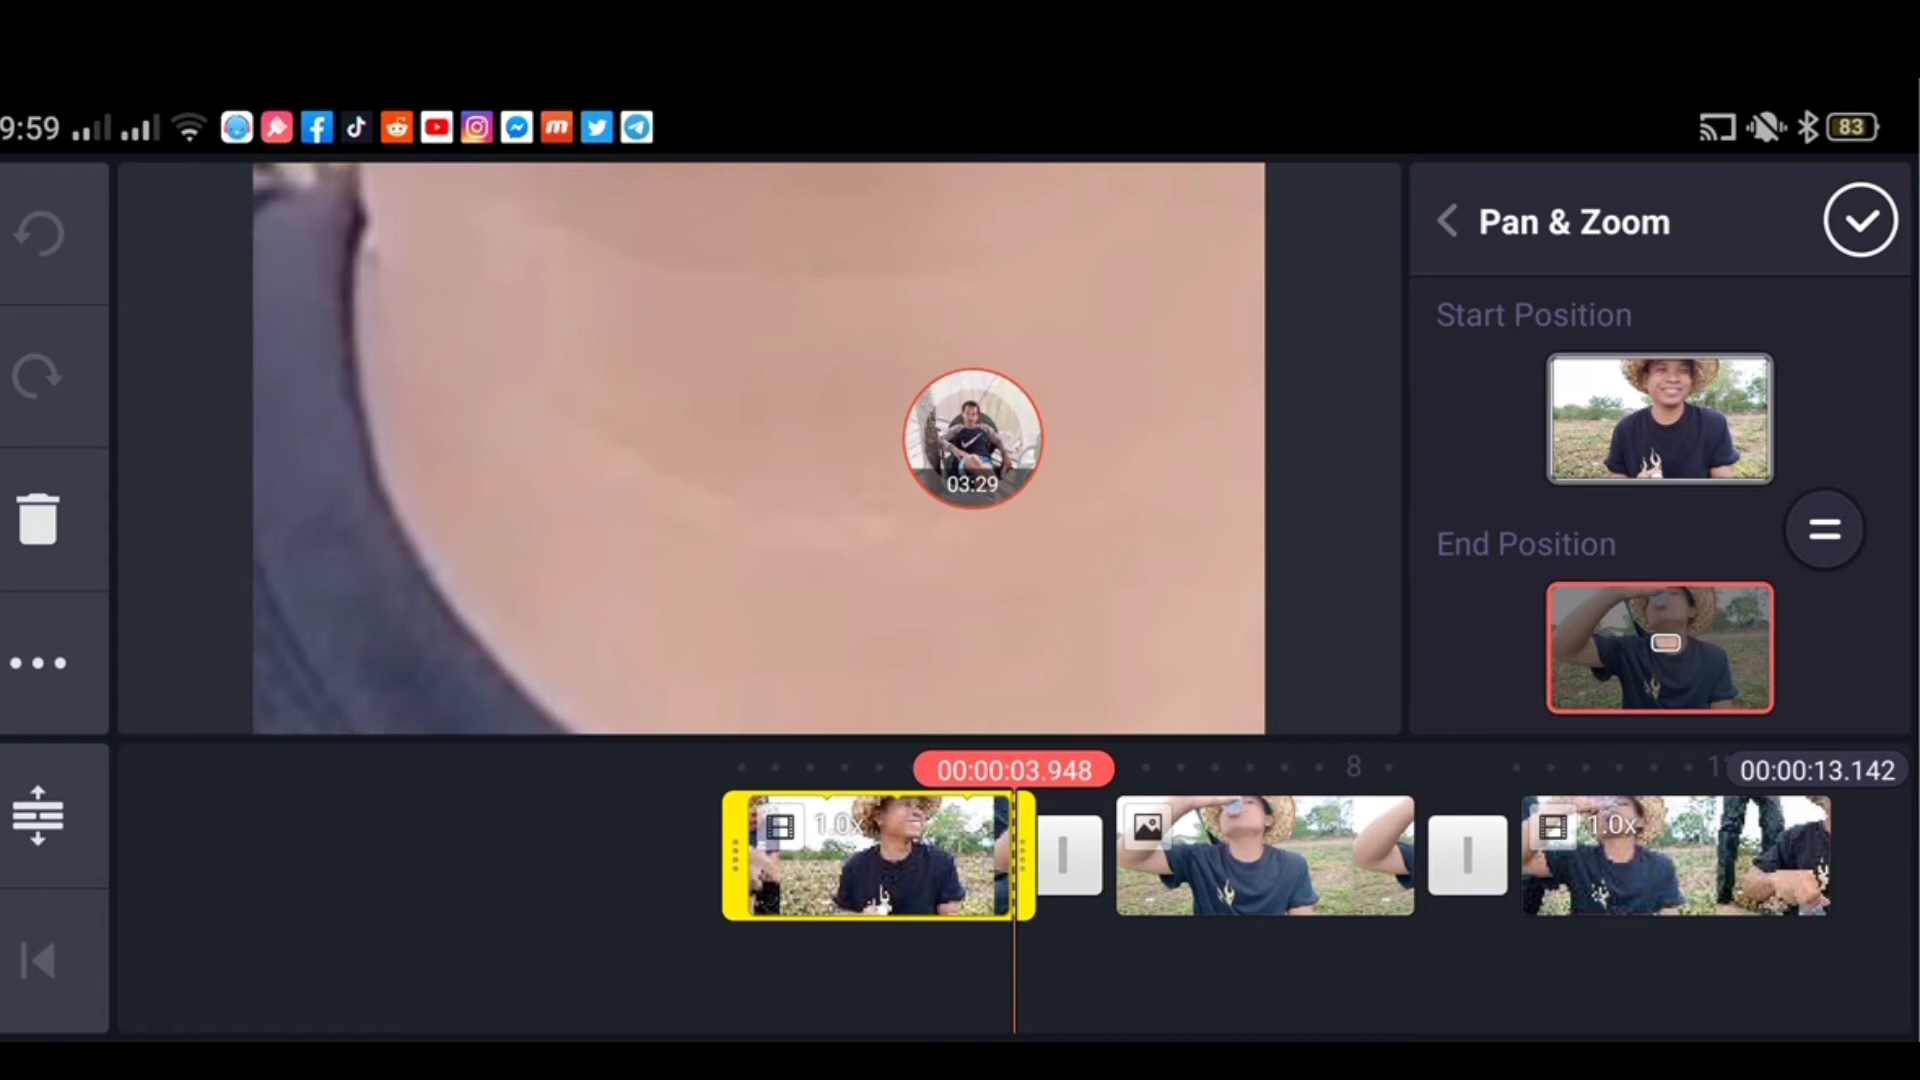 9:59
83
Pan & Zoom
Start Position
03:29
End Position
00:00:03.948
8
00:00:13.142
1.0x
1.0x